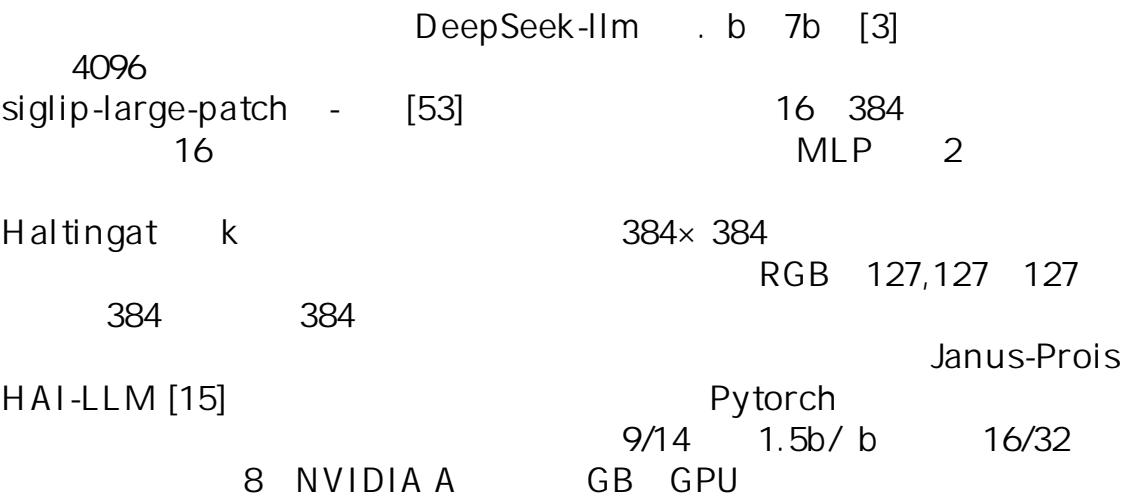 DeepSeek-llm . b 7b [3]
4096
siglip-large-patch - [53] 16 384
16 MLP 2
Haltingat k 384× 384
RGB 127,127 127
384 384
Janus-Prois
HAI-LLM [15] Pytorch
9/14 1.5b/ b 16/32
8 NVIDIA A GB GPU